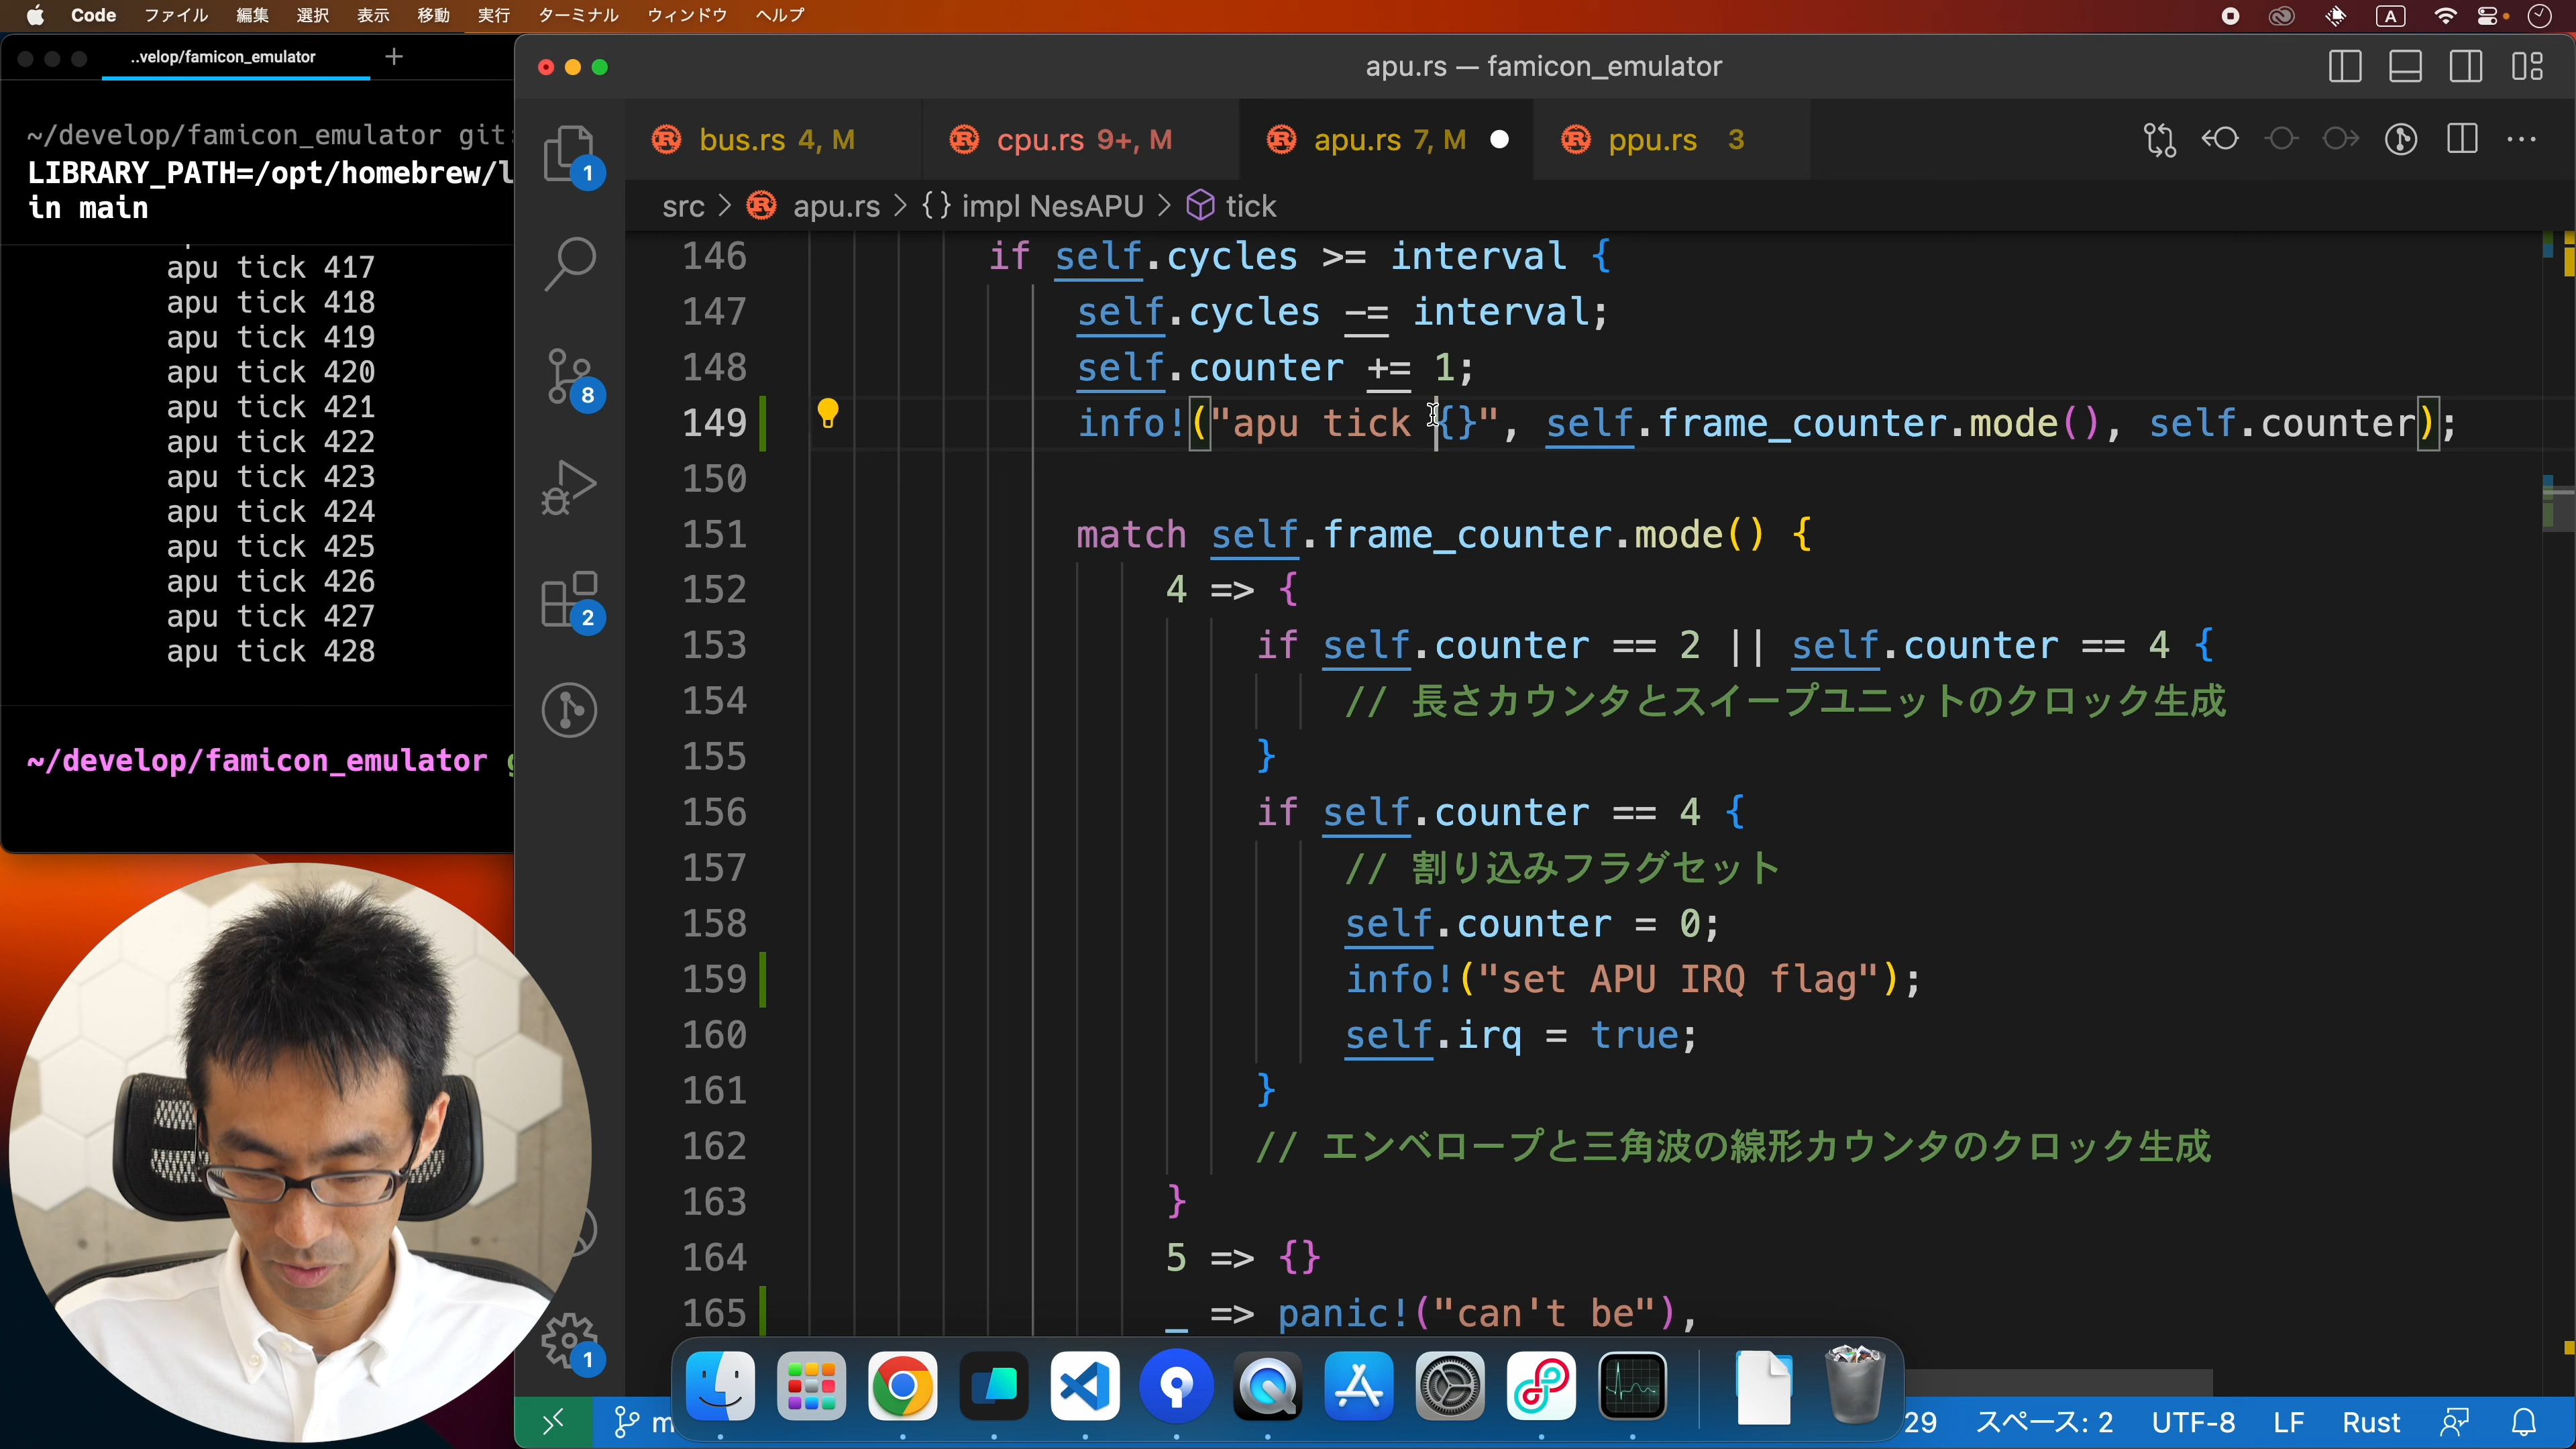 Code ファイル 編集 選択 表示 移動 実行 ターミナル ウィンドウ ヘルプ
A
..velop/famicon_emulator
apu.rs — famicon_emulator
~/develop/famicon_emulator git:
LIBRARY_PATH=/opt/homebrew/l
in main
apu tick 417
apu tick 418
apu tick 419
apu tick 420
apu tick 421
apu tick 422
apu tick 423
apu tick 424
apu tick 425
apu tick 426
apu tick 427
apu tick 428
~/develop/famicon_emulator g
1
8
2
1
bus.rs 4, M
cpu.rs 9+, M
apu.rs 7, M
ppu.rs 3
src > apu.rs > {} impl NesAPU > tick
146 if self.cycles >= interval {
147 self.cycles -= interval;
148 self.counter += 1;
149 info!("apu tick {}", self.frame_counter.mode(), self.counter);
150
151 match self.frame_counter.mode() {
152 4 => {
153 if self.counter == 2 || self.counter == 4 {
154 // 長さカウンタとスイープユニットのクロック生成
155 }
156 if self.counter == 4 {
157 // 割り込みフラグセット
158 self.counter = 0;
159 info!("set APU IRQ flag");
160 self.irq = true;
161 }
162 // エンベロープと三角波の線形カウンタのクロック生成
163 }
164 5 => {}
165 _ => panic!("can't be"),
29 スペース: 2 UTF-8 LF Rust